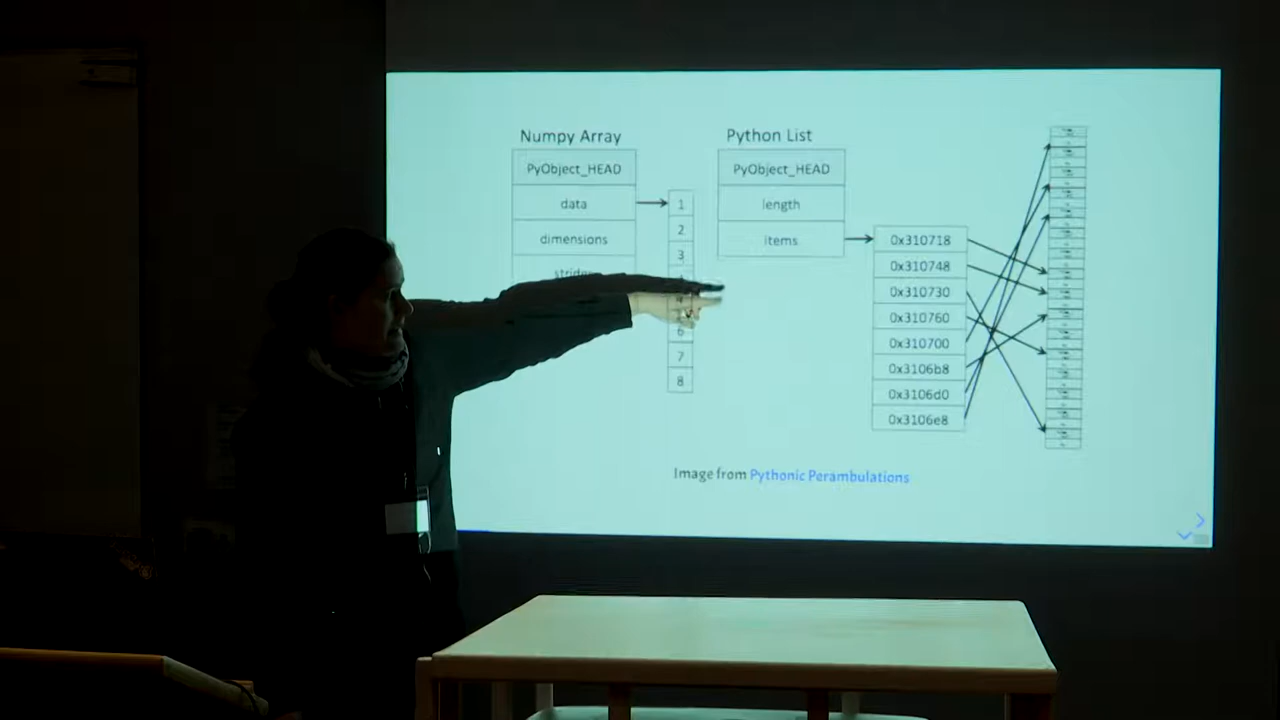 Numpy Array
PyObject_HEAD
data
dimensions
strides
1
2
3
6
7
8
Python List
PyObject_HEAD
length
items
0x310718
0x310748
0x310730
0x310760
0x310700
0x3106b8
0x3106d0
0x3106e8
Image from Pythonic Perambulations